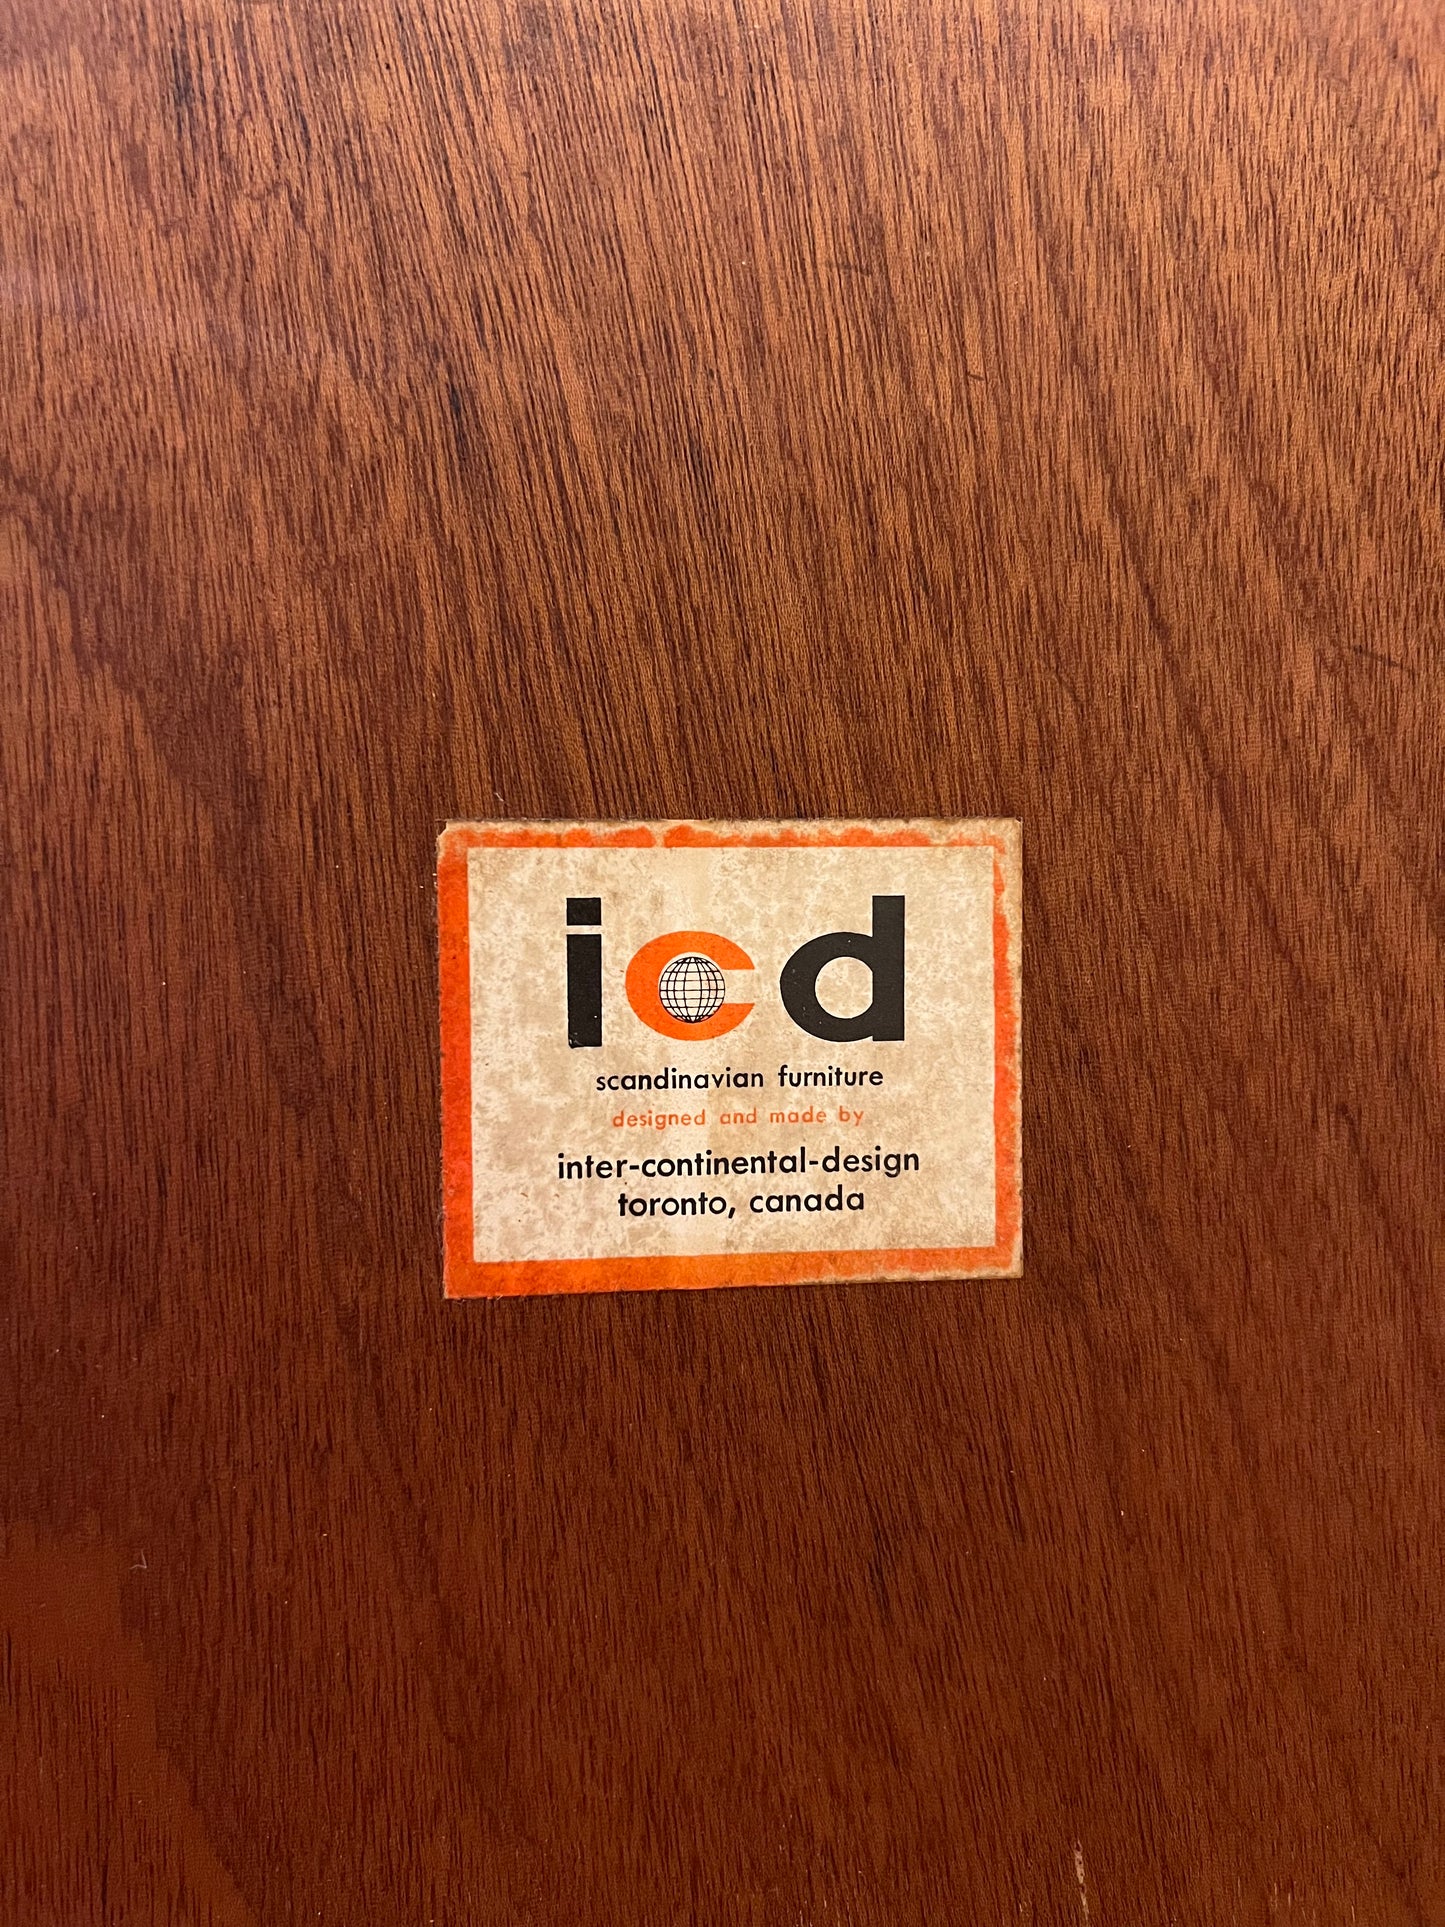 icd
scandinavian furniture
designed and made by
inter-continental-design
toronto, canada